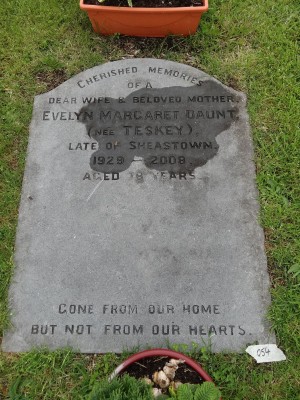 CHERISHED MEMORIES
OF A
DEAR WIFE & BELOVED MOTHER
EVELYN MARGARET DAUNT,
(NEE TESKEY)
LATE OF SHEASTOWN,
1929 - 2008
AGED 78 YEARS
GONE FROM OUR HOME
BUT NOT FROM OUR HEARTS.
054